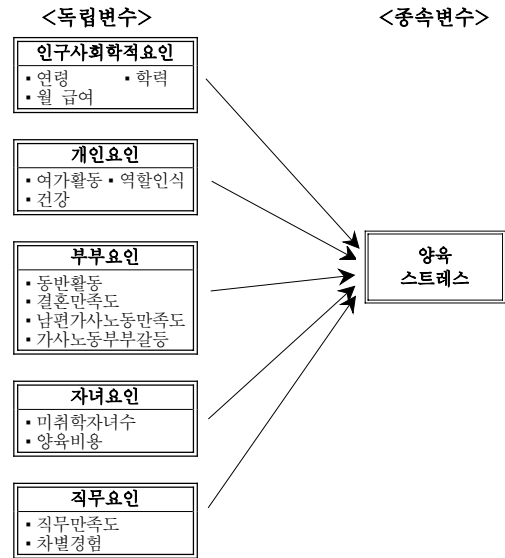 <독립변수> <종속변수>
인구사회학적요인
▪ 연령 ▪ 학력
▪ 월 급여
개인요인
▪ 여가활동 ▪ 역할인식
▪ 건강
부부요인
▪ 동반활동
▪ 결혼만족도
▪ 남편가사노동만족도
▪ 가사노동부부갈등
자녀요인
▪ 미취학자녀수
▪ 양육비용
직무요인
▪ 직무만족도
▪ 차별경험
양육
스트레스